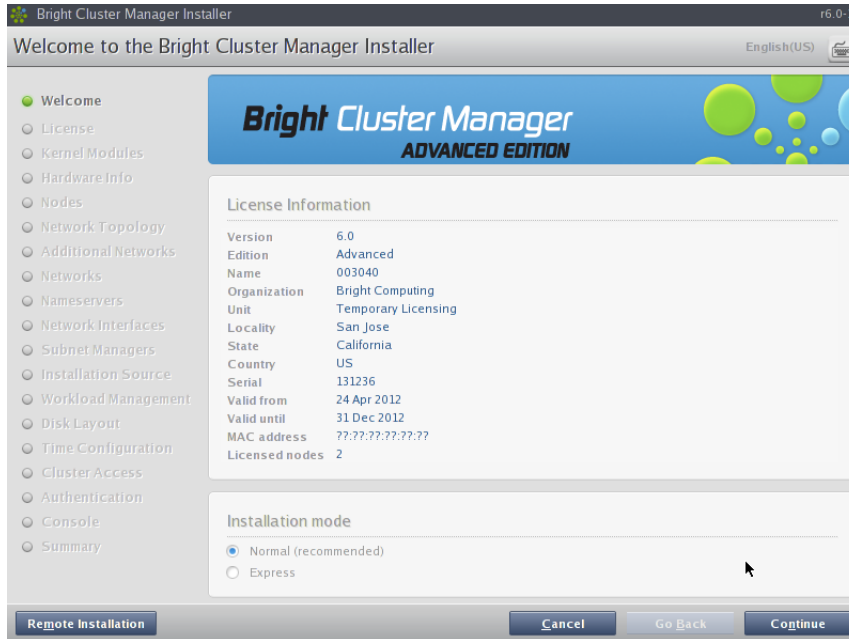 Bright Cluster Manager Installer
r6.0-
Welcome to the Bright Cluster Manager Installer
English(US)
Welcome
License
Kernel Modules
Hardware Info
Nodes
Network Topology
Additional Networks
Networks
Nameservers
Network Interfaces
Subnet Managers
Installation Source
Workload Management
Disk Layout
Time Configuration
Cluster Access
Authentication
Console
Summary
Bright Cluster Manager
ADVANCED EDITION
License Information
Version 6.0
Edition Advanced
Name 003040
Organization Bright Computing
Unit Temporary Licensing
Locality San Jose
State California
Country US
Serial 131236
Valid from 24 Apr 2012
Valid until 31 Dec 2012
MAC address ??:??:??:??:??:??
Licensed nodes 2
Installation mode
Normal (recommended)
Express
Remote Installation
Cancel
Go Back
Continue